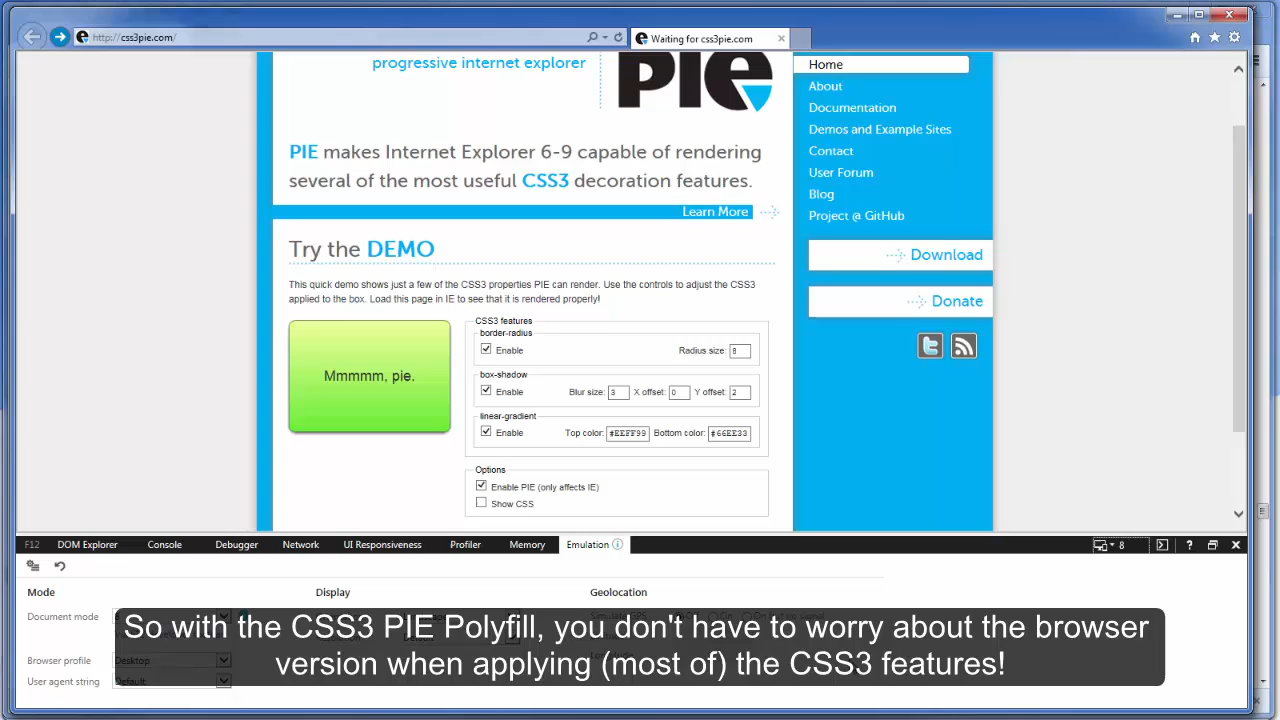 http://css3pie.com/
Waiting for css3pie.com
progressive internet explorer
PIE
Home
About
Documentation
Demos and Example Sites
Contact
User Forum
Blog
Project @ GitHub
Download
Donate
PIE makes Internet Explorer 6-9 capable of rendering
several of the most useful CSS3 decoration features.
Learn More
Try the DEMO
This quick demo shows just a few of the CSS3 properties PIE can render. Use the controls to adjust the CSS3
applied to the box. Load this page in IE to see that it is rendered properly!
Mmmmm, pie.
CSS3 features
border-radius
Enable Radius size: 8
box-shadow
Enable Blur size: 3 X offset: 0 Y offset: 2
linear-gradient
Enable Top color: #EEFF99 Bottom color: #66EE33
Options
Enable PIE (only affects IE)
Show CSS
F12 DOM Explorer Console Debugger Network UI Responsiveness Profiler Memory Emulation 8
Mode Display Geolocation
Document mode
Browser profile Desktop
User agent string Default
So with the CSS3 PIE Polyfill, you don't have to worry about the browser
version when applying (most of) the CSS3 features!